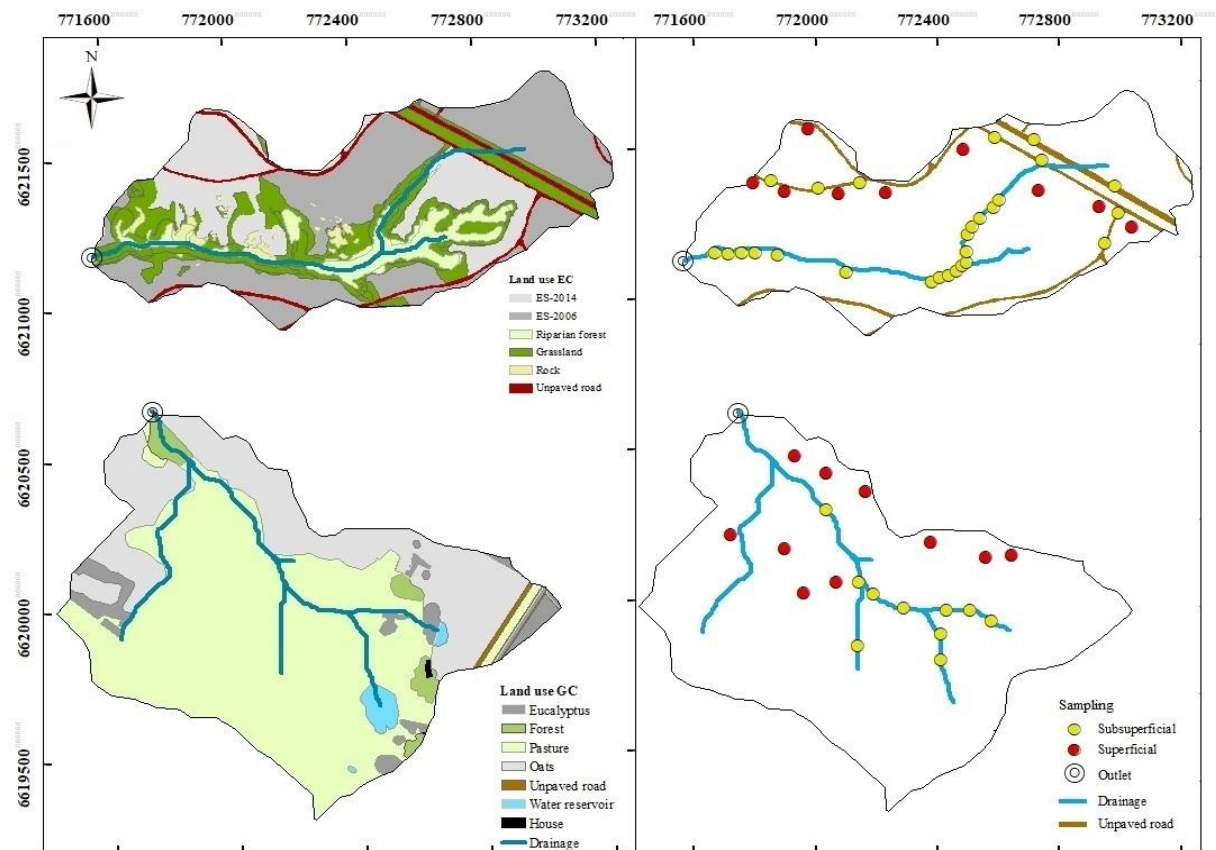 771600 772000 772400 772800 773200
771600 772000 772400 772800 773200
N
6621500
6621000
6620500
6620000
6619500
Land use EC
ES-2014
ES-2006
Riparian forest
Grassland
Rock
Unpaved road
Land use GC
Eucalyptus
Forest
Pasture
Oats
Unpaved road
Water reservoir
House
Drainage
Sampling
Subsuperficial
Superficial
Outlet
Drainage
Unpaved road